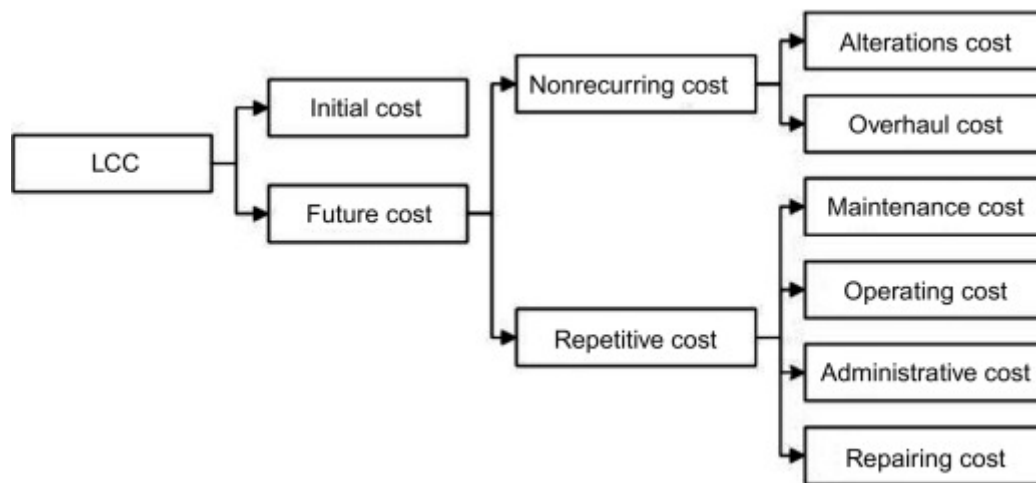 LCC
Initial cost
Future cost
Nonrecurring cost
Repetitive cost
Alterations cost
Overhaul cost
Maintenance cost
Operating cost
Administrative cost
Repairing cost